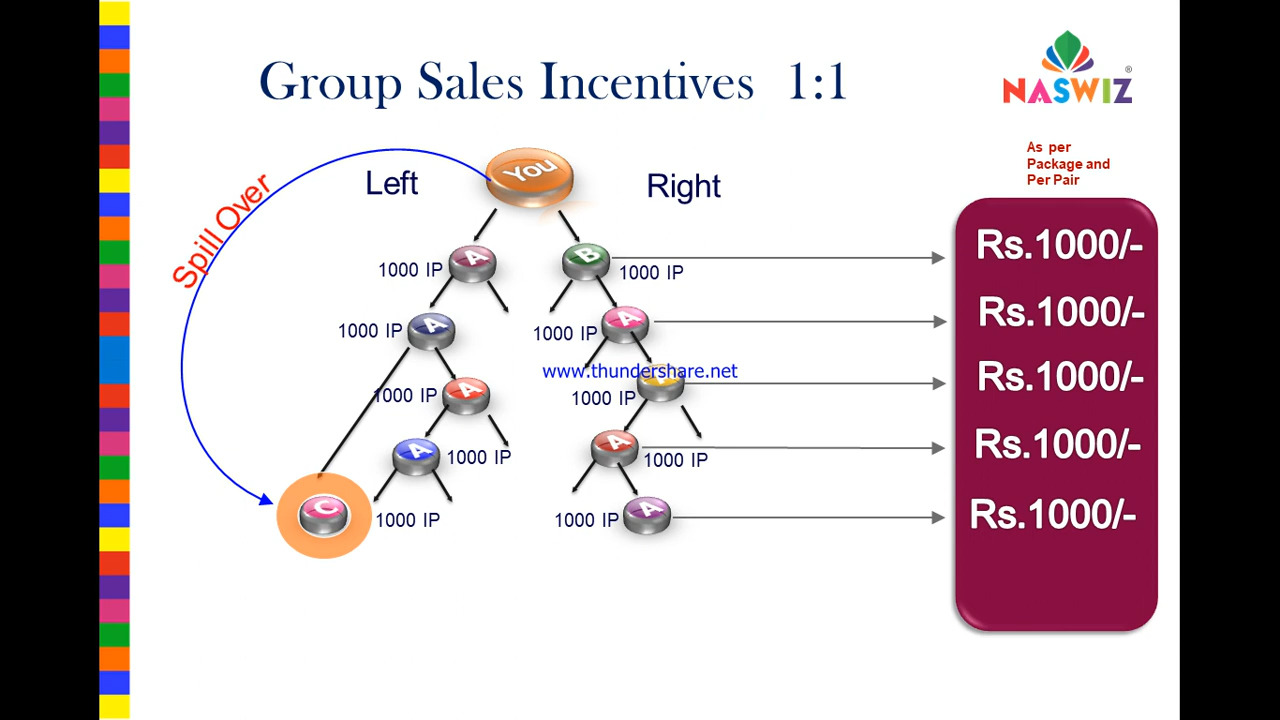 Group Sales Incentives 1:1
NASWIZ
®
As per
Package and
Per Pair
You
Left
Right
Spill Over
A
1000 IP
B
1000 IP
Rs.1000/-
1000 IP
A
1000 IP
A
Rs.1000/-
www.thundershare.net
1000 IP
A
1000 IP
Rs.1000/-
A
1000 IP
A
1000 IP
Rs.1000/-
C
1000 IP
1000 IP
A
Rs.1000/-